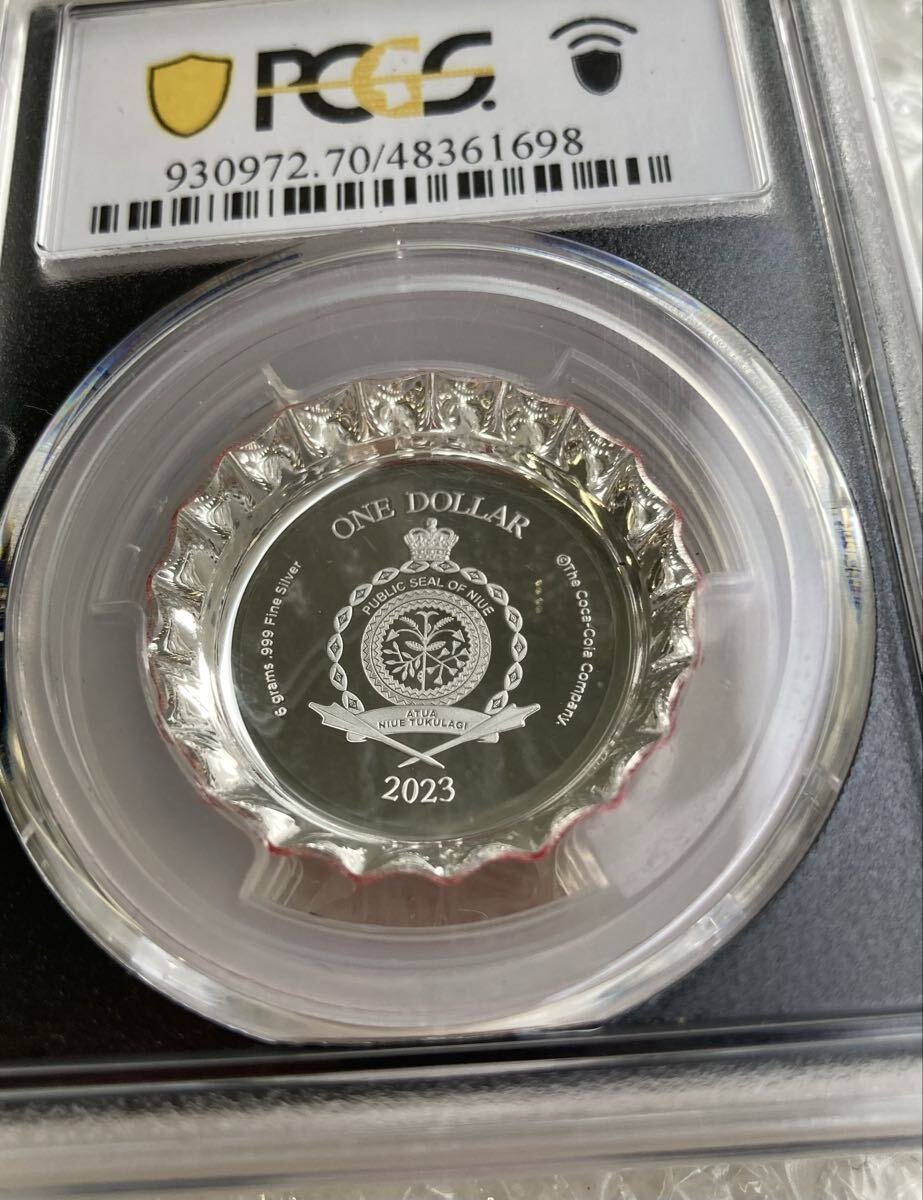 PCGS.
930972.70/48361698
ONE DOLLAR
PUBLIC SEAL OF NIUE
6 grams .999 Fine Silver
©The Coca-Cola Company.
ATUA
NIUE TUKULAGI
2023